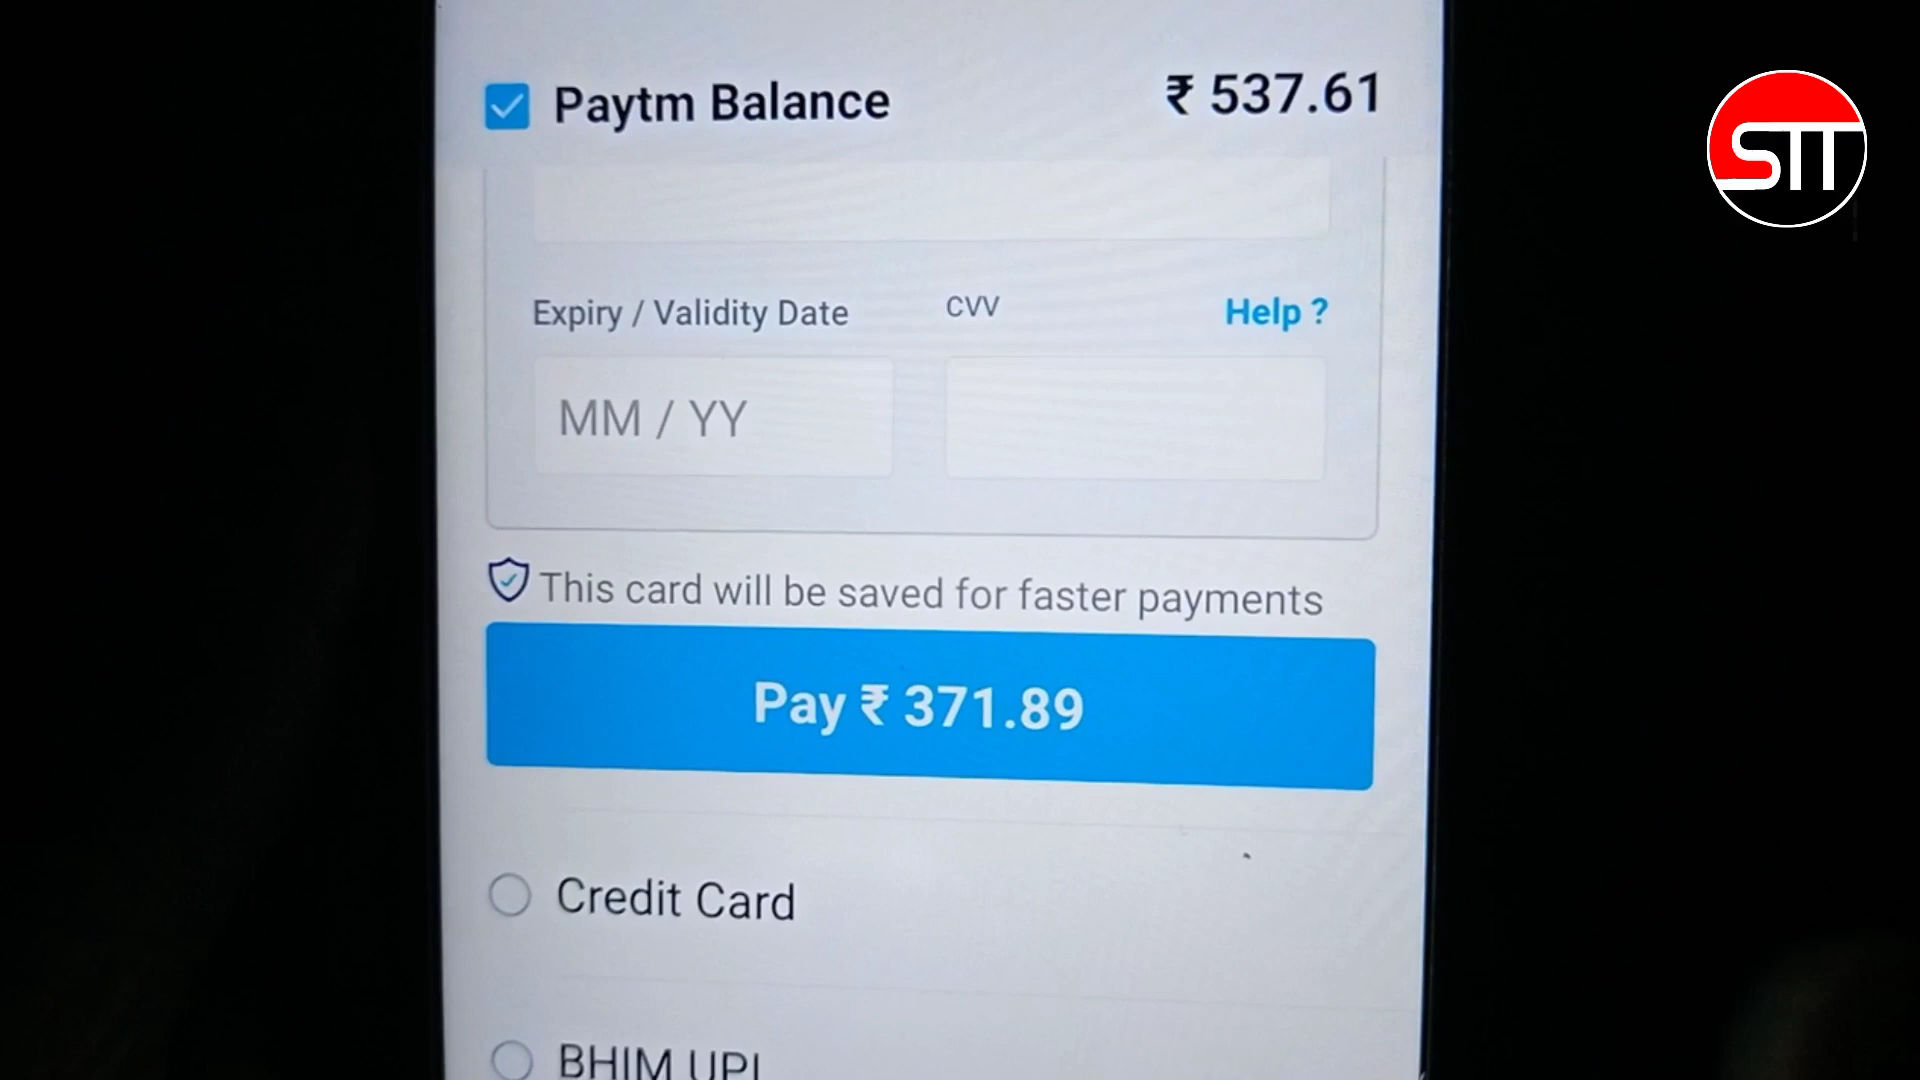 Paytm Balance ₹ 537.61
Expiry / Validity Date CVV Help ?
MM / YY
This card will be saved for faster payments
Pay ₹ 371.89
Credit Card
BHIM UPI
STT